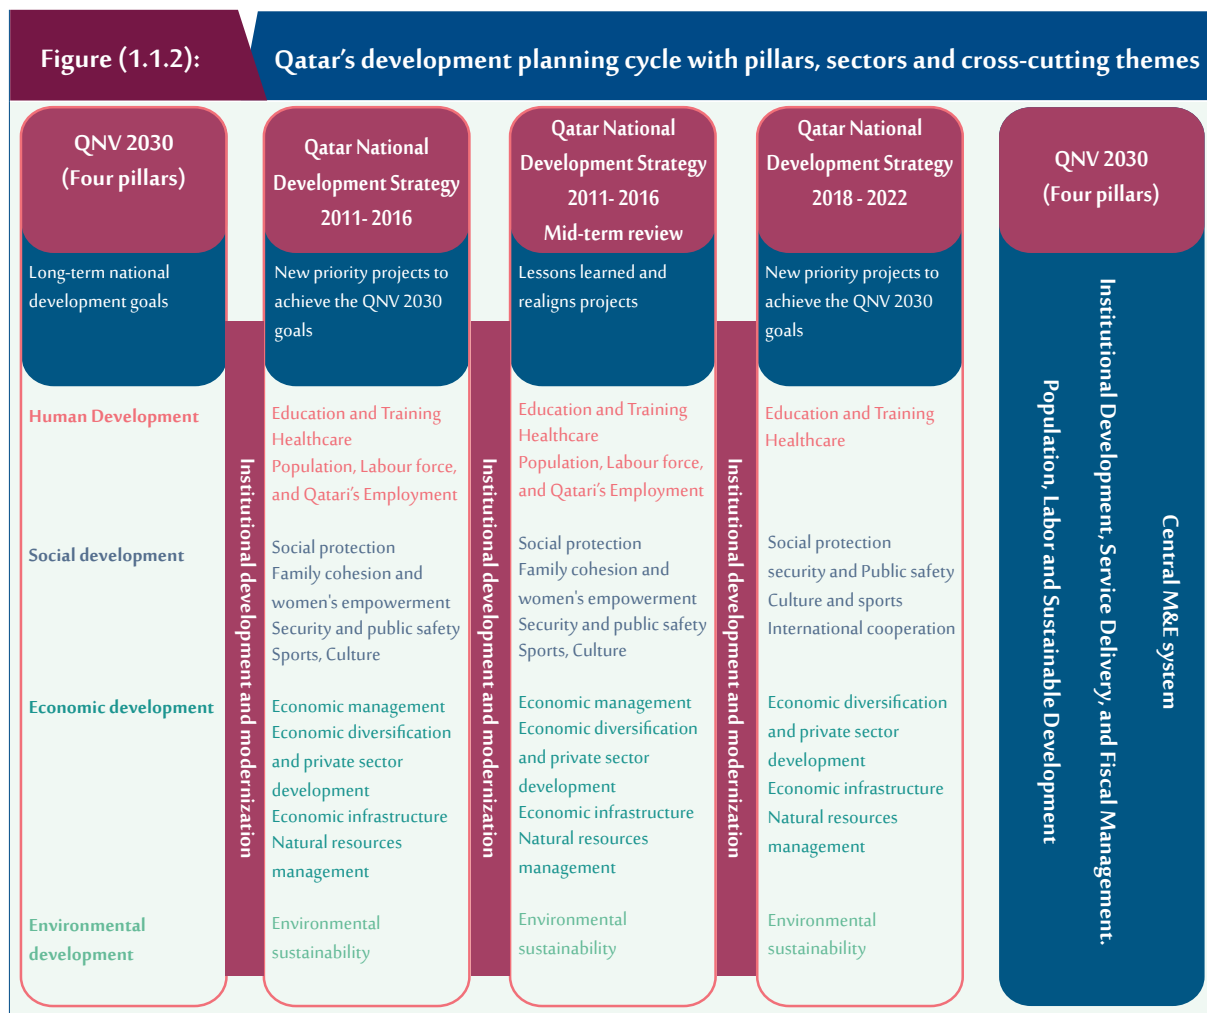 Figure (1.1.2):
Qatar's development planning cycle with pillars, sectors and cross-cutting themes
QNV 2030
(Four pillars)
Long-term national
development goals
Human Development
Social development
Economic development
Environmental
development
Institutional development and modernization
Qatar National
Development Strategy
2011- 2016
New priority projects to
achieve the QNV 2030
goals
Education and Training
Healthcare
Population, Labour force,
and Qatari's Employment
Social protection
Family cohesion and
women's empowerment
Security and public safety
Sports, Culture
Economic management
Economic diversification
and private sector
development
Economic infrastructure
Natural resources
management
Environmental
sustainability
Institutional development and modernization
Qatar National
Development Strategy
2011- 2016
Mid-term review
Lessons learned and
realigns projects
Education and Training
Healthcare
Population, Labour force,
and Qatari's Employment
Social protection
Family cohesion and
women's empowerment
Security and public safety
Sports, Culture
Economic management
Economic diversification
and private sector
development
Economic infrastructure
Natural resources
management
Environmental
sustainability
Institutional development and modernization
Qatar National
Development Strategy
2018 - 2022
New priority projects to
achieve the QNV 2030
goals
Education and Training
Healthcare
Social protection
security and Public safety
Culture and sports
International cooperation
Economic diversification
and private sector
development
Economic infrastructure
Natural resources
management
Environmental
sustainability
QNV 2030
(Four pillars)
Central M&E system
Institutional Development, Service Delivery, and Fiscal Management.
Population, Labor and Sustainable Development